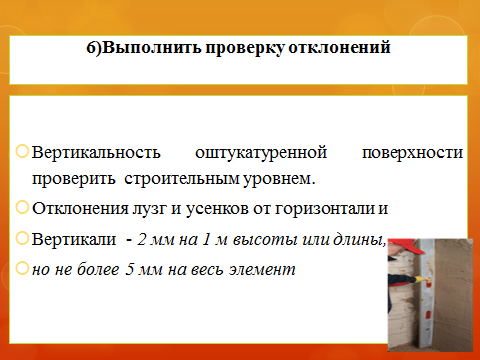 6)Выполнить проверку отклонений
Вертикальность оштукатуренной поверхности
проверить строительным уровнем.
Отклонения лузг и усенков от горизонтали и
Вертикали - 2 мм на 1 м высоты или длины,
но не более 5 мм на весь элемент